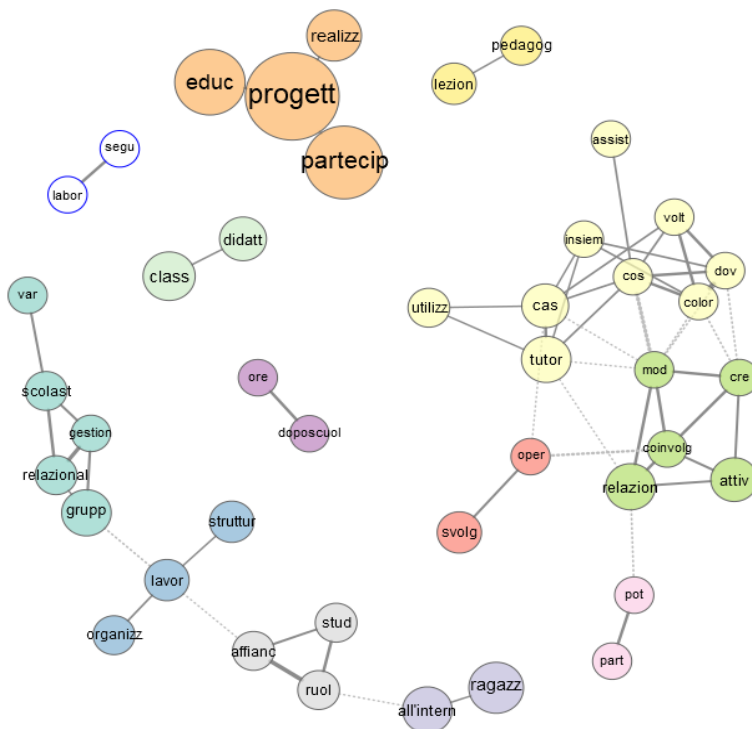 realizz
pedagog
educ
lezion
progett
partecip
segu
assist
labor
volt
insiem
didatt
class
dov
cos
var
color
cas
utilizz
tutor
mod
cre
ore
scolast
doposcuol
gestion
coinvolg
oper
relazional
attiv
relazion
grupp
struttur
svolg
lavor
pot
stud
organizz
affianc
part
ragazz
ruol
all'intern